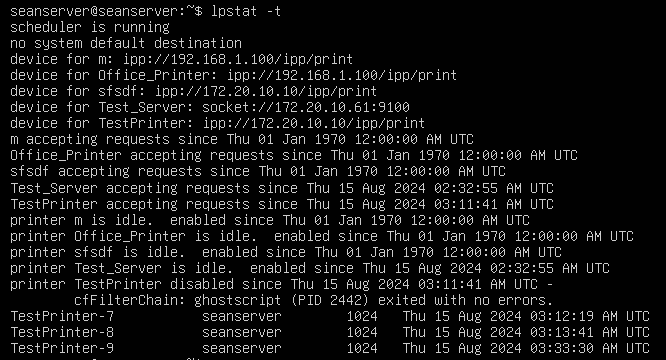 seanserver@seanserver:~$ lpstat -t
scheduler is running
no system default destination
device for m: ipp://192.168.1.100/ipp/print
device for Office_Printer: ipp://192.168.1.100/ipp/print
device for sfsdf: ipp://172.20.10.10/ipp/print
device for Test_Server: socket://172.20.10.61:9100
device for TestPrinter: ipp://172.20.10.10/ipp/print
m accepting requests since Thu 01 Jan 1970 12:00:00 AM UTC
Office_Printer accepting requests since Thu 01 Jan 1970 12:00:00 AM UTC
sfsdf accepting requests since Thu 01 Jan 1970 12:00:00 AM UTC
Test_Server accepting requests since Thu 15 Aug 2024 02:32:55 AM UTC
TestPrinter accepting requests since Thu 15 Aug 2024 03:11:41 AM UTC
printer m is idle.  enabled since Thu 01 Jan 1970 12:00:00 AM UTC
printer Office_Printer is idle.  enabled since Thu 01 Jan 1970 12:00:00 AM UTC
printer sfsdf is idle.  enabled since Thu 01 Jan 1970 12:00:00 AM UTC
printer Test_Server is idle.  enabled since Thu 15 Aug 2024 02:32:55 AM UTC
printer TestPrinter disabled since Thu 15 Aug 2024 03:11:41 AM UTC -
        cfFilterChain: ghostscript (PID 2442) exited with no errors.
TestPrinter-7           seanserver        1024   Thu 15 Aug 2024 03:12:19 AM UTC
TestPrinter-8           seanserver        1024   Thu 15 Aug 2024 03:13:41 AM UTC
TestPrinter-9           seanserver        1024   Thu 15 Aug 2024 03:33:30 AM UTC